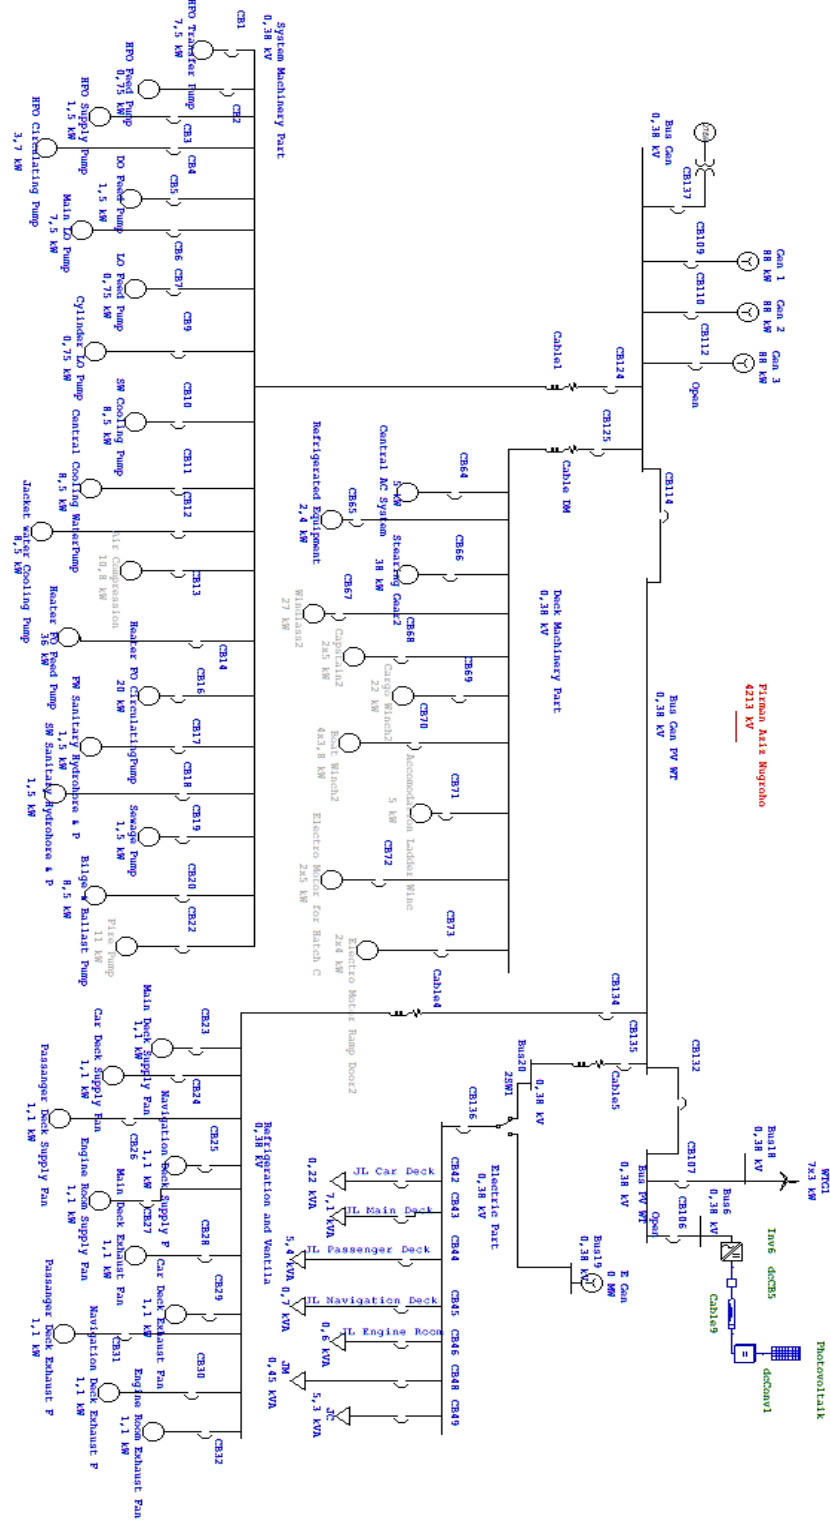 System Machinery Part
0,38 kV
CB1
HFO Transfer Pump
7,5 kW
CB2
HFO Feed Pump
0,75 kW
CB3
HFO Supply Pump
1,5 kW
CB4
HFO Circulating Pump
3,7 kW
CB5
DO Feed Pump
1,5 kW
CB6
Main LO Pump
7,5 kW
CB7
LO Feed Pump
0,75 kW
CB9
Cylinder LO Pump
0,75 kW
CB10
SW Cooling Pump
8,5 kW
CB11
Central Cooling WaterPump
8,5 kW
CB12
Jacket water Cooling Pump
8,5 kW
CB13
Air Compression
10,8 kW
CB14
Heater FO Feed Pump
36 kW
CB16
Heater FO CirculatingPump
20 kW
CB17
FW Sanitary Hydrohore & P
1,5 kW
CB18
SW Sanitary Hydrohore & P
1,5 kW
CB19
Sewage Pump
1,5 kW
CB20
Bilge & Ballast Pump
8,5 kW
CB22
Fire Pump
11 kW
Bus Gen
0,38 kV
CB137
CB109
Gen 1
88 kW
CB110
Gen 2
88 kW
CB112
Gen 3
88 kW
Open
CB124
Cable1
CB125
Cable DM
CB114
Deck Machinery Part
0,38 kV
CB64
Central AC System
5 kW
CB65
Refrigerated Equipment
2,4 kW
CB66
Stearing Gear2
38 kW
CB67
Windlass2
27 kW
CB68
Capstain2
2x5 kW
CB69
Cargo Winch2
22 kW
CB70
Boat Winch2
4x3,8 kW
CB71
Accomodation Ladder Winc
5 kW
CB72
Electro Motor for Hatch C
2x5 kW
CB73
Electro Motor Ramp Door2
2x4 kW
Firman Aziz Nugroho
4213 kV
Bus Gen PV WT
0,38 kV
CB134
Cable4
CB135
Cable5
CB132
Bus20
0,38 kV
2SW1
CB136
Electric Part
0,38 kV
CB42
JL Car Deck
0,22 kVA
CB43
JL Main Deck
7,1 kVA
CB44
JL Passenger Deck
5,4 kVA
CB45
JL Navigation Deck
0,7 kVA
CB46
JL Engine Room
0,6 kVA
CB48
JM
0,45 kVA
CB49
JC
5,3 kVA
Bus19
0,38 kV
E Gen
0 MW
Bus PV WT
0,38 kV
CB107
Bus18
0,38 kV
WTG1
7x3 kW
CB106
Open
Bus6
0,38 kV
Inv6
dcCB5
Cable9
dcConv1
Photovoltaik
Refrigeration and Ventila
0,38 kV
CB23
Main Deck Supply Fan
1,1 kW
CB24
Car Deck Supply Fan
1,1 kW
CB26
Passanger Deck Supply Fan
1,1 kW
CB25
Navigation Deck Supply F
1,1 kW
CB27
Engine Room Supply Fan
1,1 kW
CB28
Main Deck Exhaust Fan
1,1 kW
CB29
Car Deck Exhaust Fan
1,1 kW
CB31
Passanger Deck Exhaust F
1,1 kW
CB30
Navigation Deck Exhaust F
1,1 kW
CB32
Engine Room Exhaust Fan
1,1 kW